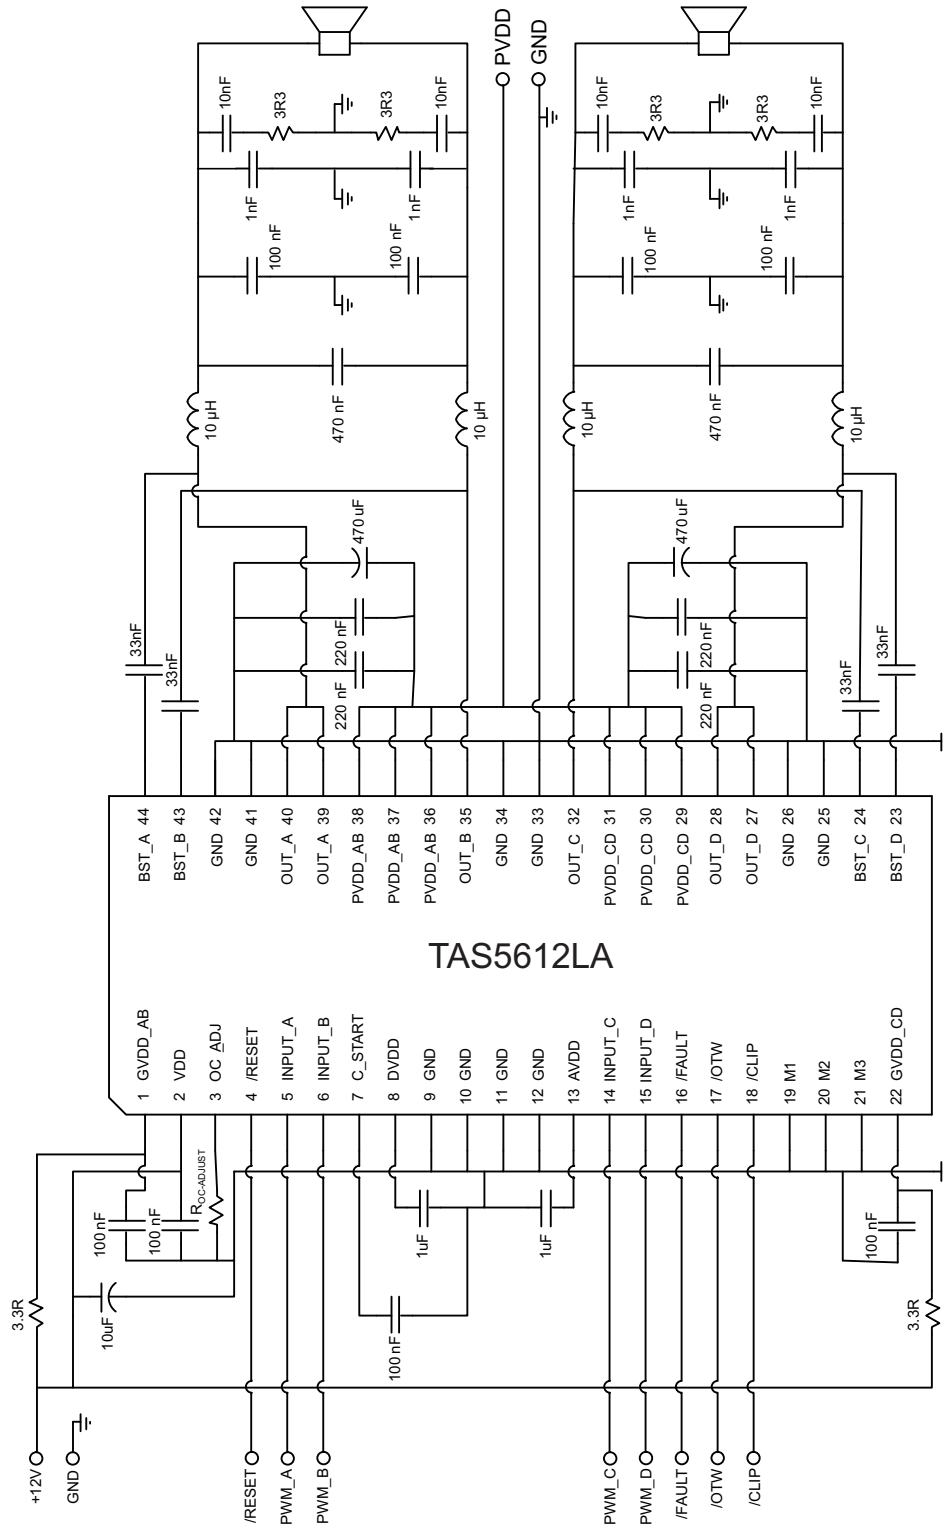 PVDD
GND
10nF
3R3
3R3
10nF
10nF
3R3
3R3
10nF
1nF
1nF
1nF
1nF
100 nF
100 nF
100 nF
100 nF
470 nF
470 nF
10 µH
10 µH
10 µH
10 µH
470 uF
470 uF
33nF
33nF
220 nF
220 nF
220 nF
220 nF
33nF
33nF
BST_A 44
BST_B 43
GND 42
GND 41
OUT_A 40
OUT_A 39
PVDD_AB 38
PVDD_AB 37
PVDD_AB 36
OUT_B 35
GND 34
GND 33
OUT_C 32
PVDD_CD 31
PVDD_CD 30
PVDD_CD 29
OUT_D 28
OUT_D 27
GND 26
GND 25
BST_C 24
BST_D 23
TAS5612LA
1 GVDD_AB
2 VDD
3 OC_ADJ
4 /RESET
5 INPUT_A
6 INPUT_B
7 C_START
8 DVDD
9 GND
10 GND
11 GND
12 GND
13 AVDD
14 INPUT_C
15 INPUT_D
16 /FAULT
17 /OTW
18 /CLIP
19 M1
20 M2
21 M3
22 GVDD_CD
100 nF
100 nF
ROC-ADJUST
1uF
1uF
100 nF
3.3R
10uF
100 nF
3.3R
+12V
GND
/RESET
PWM_A
PWM_B
PWM_C
PWM_D
/FAULT
/OTW
/CLIP